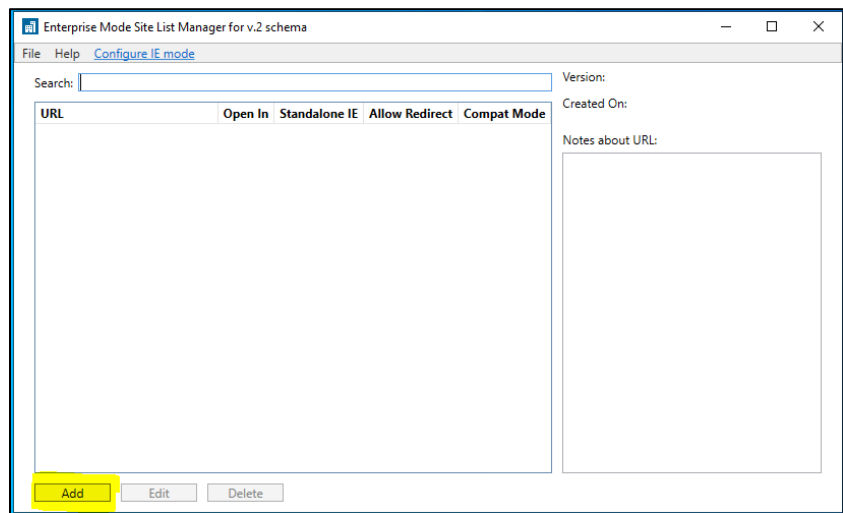 Enterprise Mode Site List Manager for v.2 schema
File Help Configure IE mode
Search:
Version:
Created On:
URL Open In Standalone IE Allow Redirect Compat Mode
Notes about URL:
Add Edit Delete